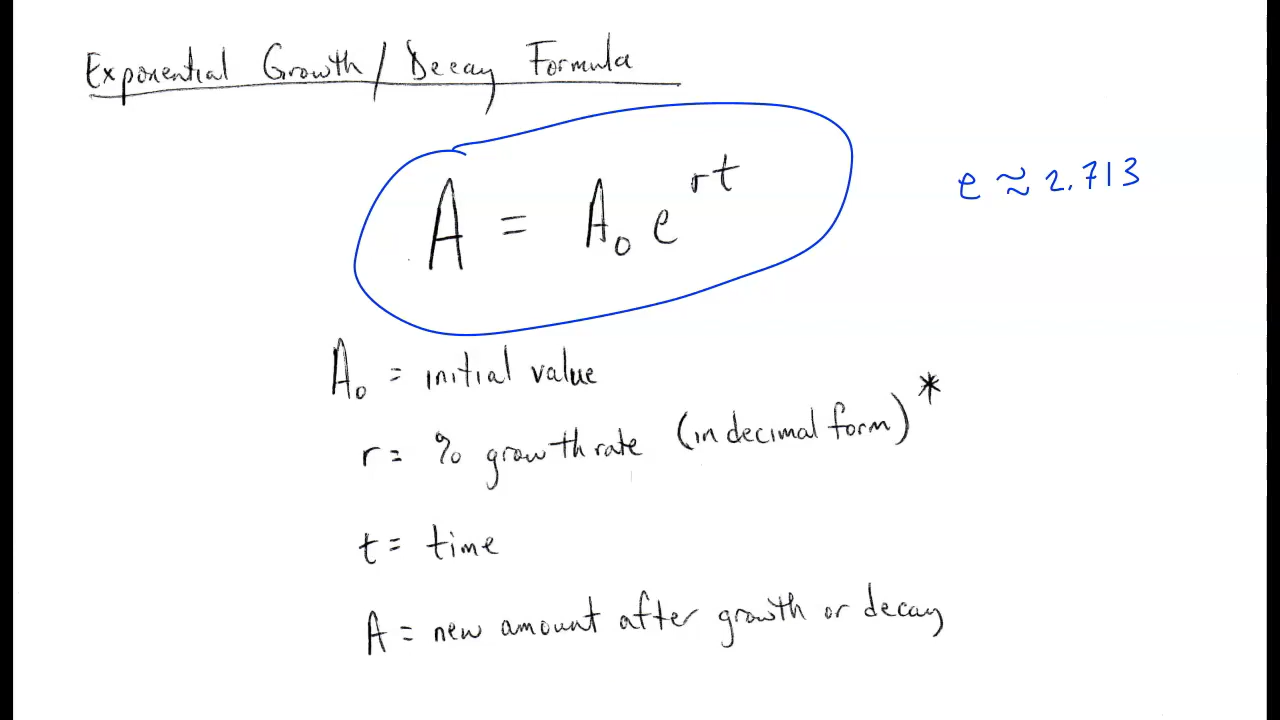 Exponential Growth / Decay Formula
A = A₀ e^{rt}
e ≈ 2.713
A₀ = initial value
r = % growth rate (in decimal form)*
t = time
A = new amount after growth or decay